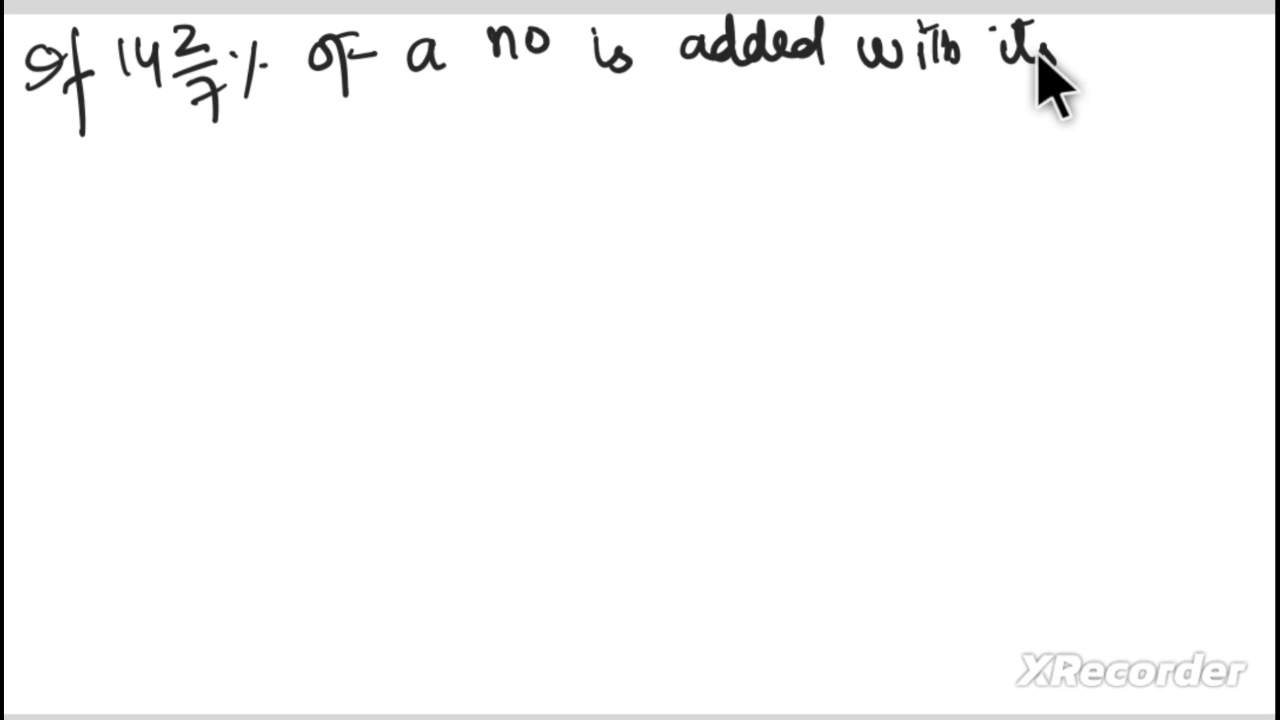 If 14 2/7 % of a no is added with it
XRecorder